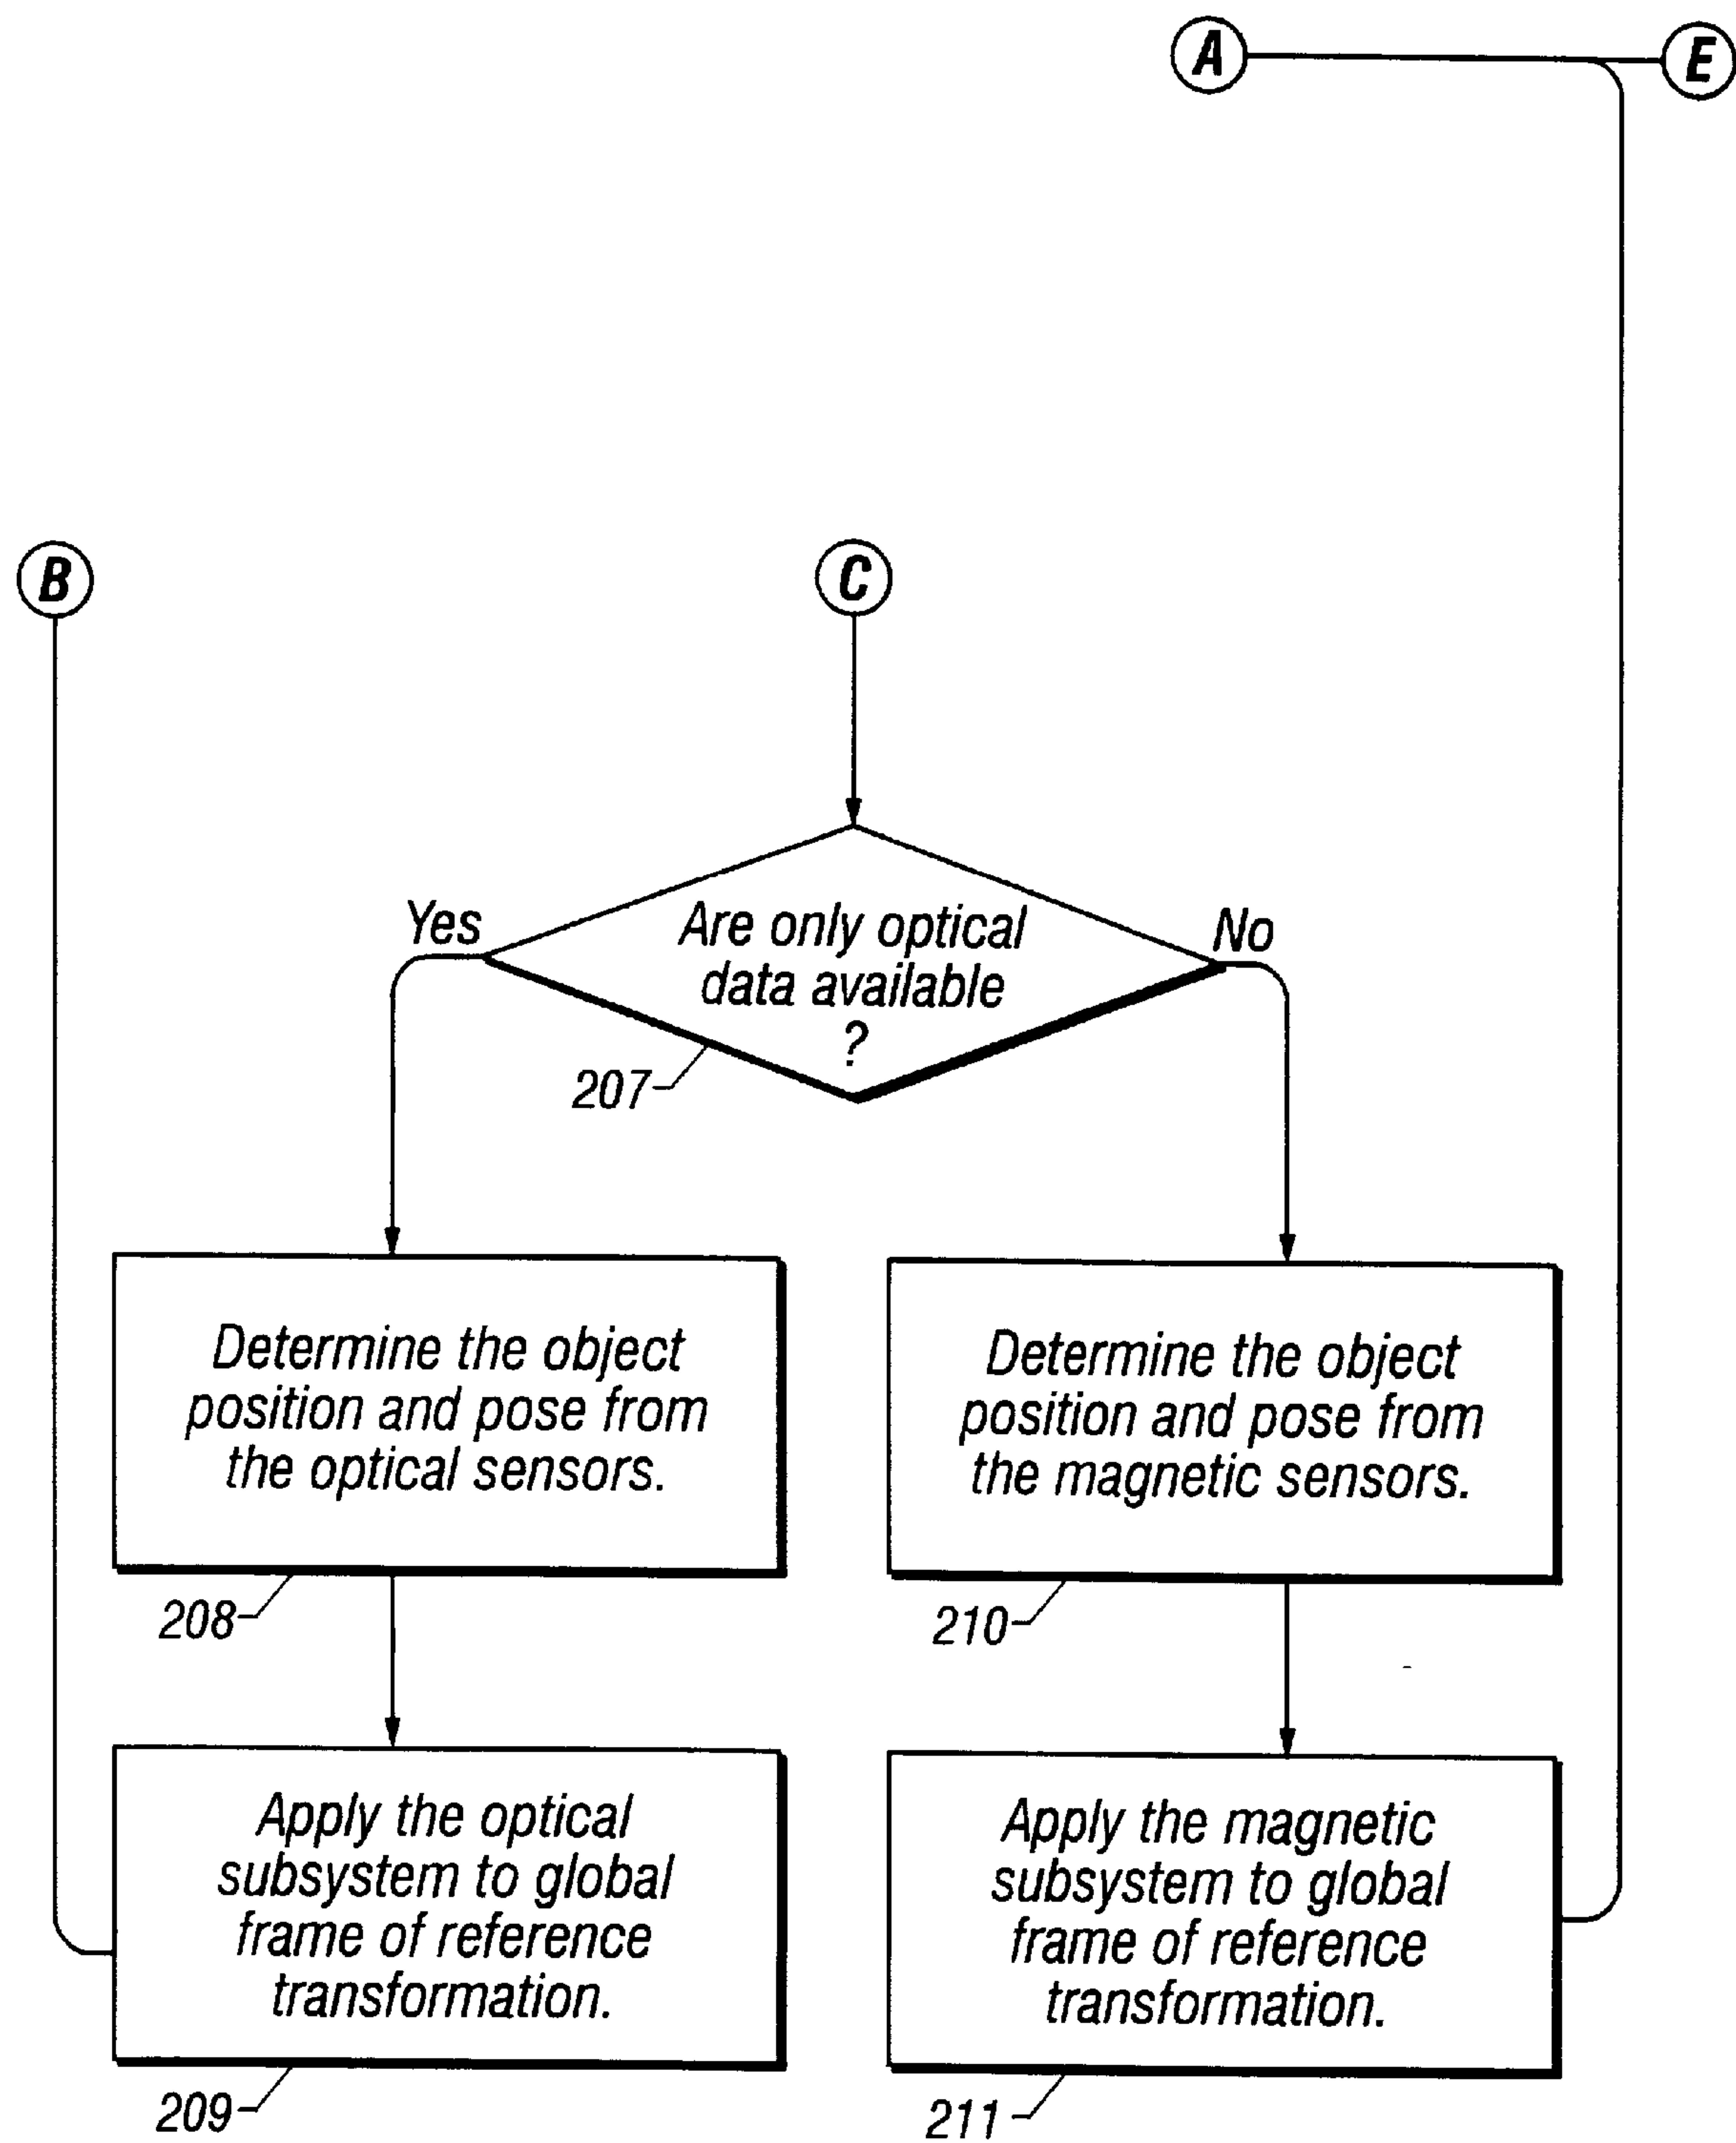 A
E
B
C
Yes
Are only optical
data available
?
No
207
Determine the object
position and pose from
the optical sensors.
208
Determine the object
position and pose from
the magnetic sensors.
210
Apply the optical
subsystem to global
frame of reference
transformation.
209
Apply the magnetic
subsystem to global
frame of reference
transformation.
211